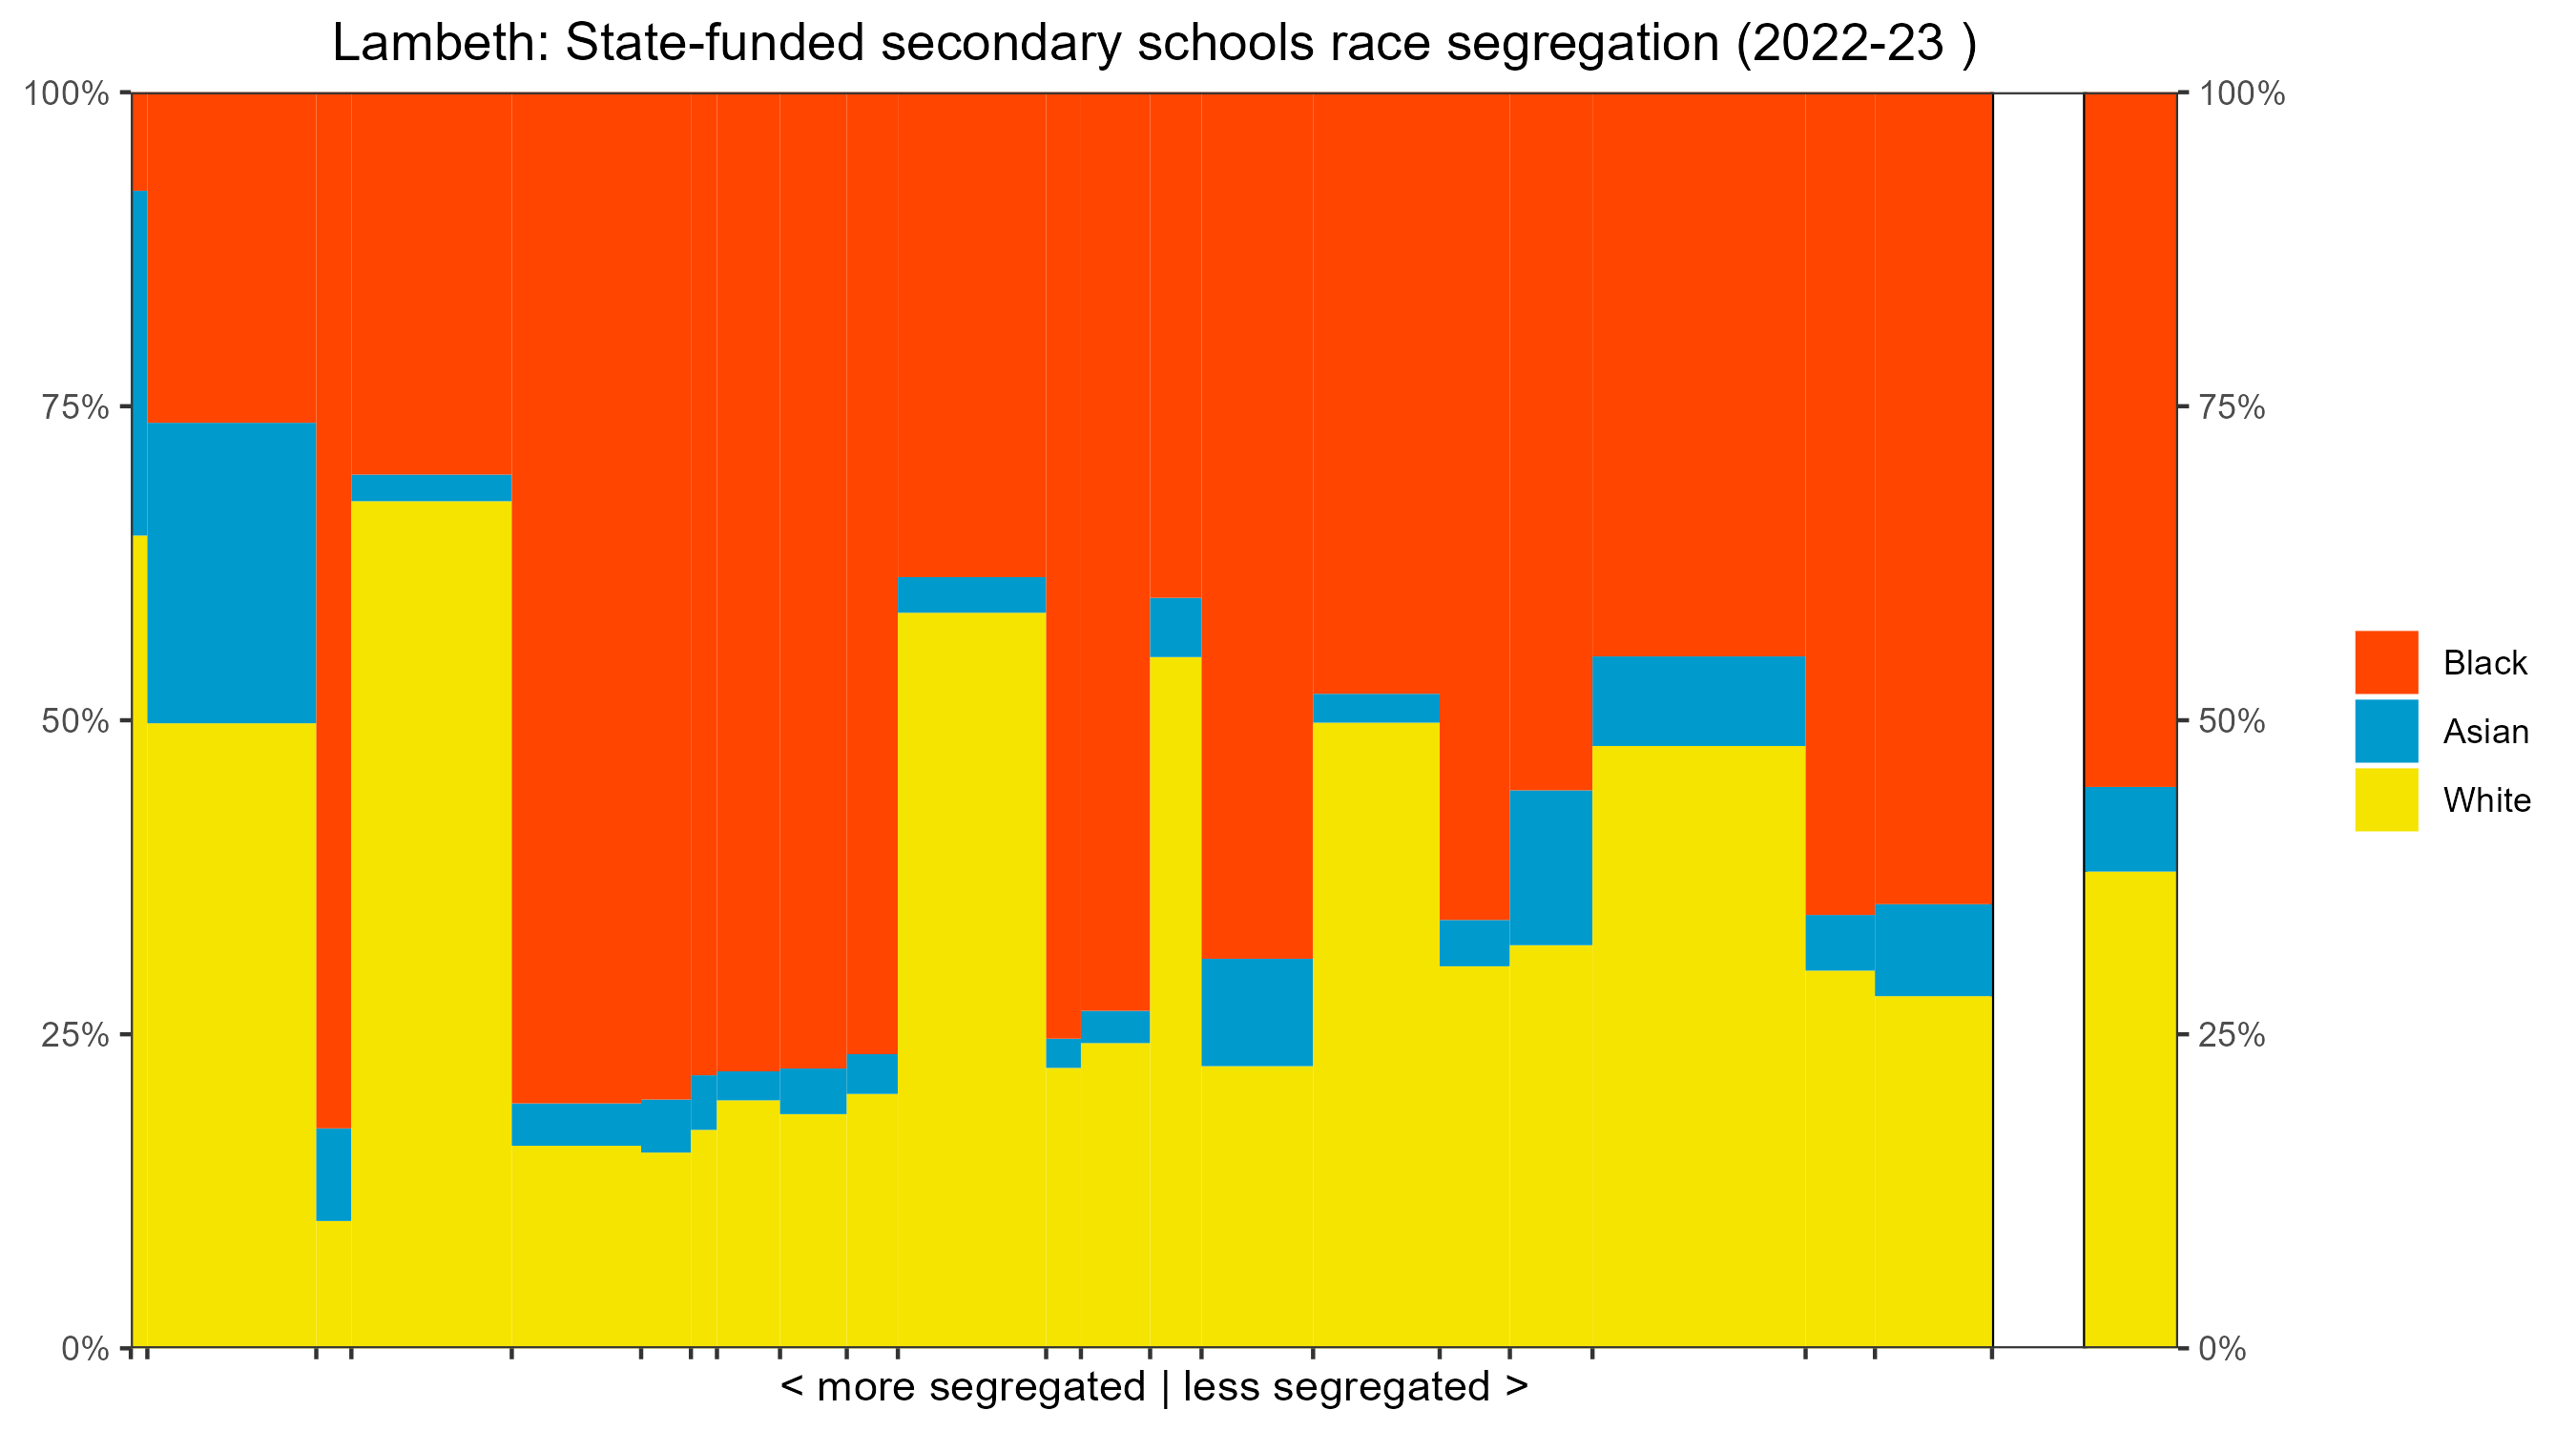 Lambeth: State-funded secondary schools race segregation (2022-23 )
100%
75%
50%
25%
0%
100%
75%
50%
25%
0%
Black
Asian
White
< more segregated | less segregated >